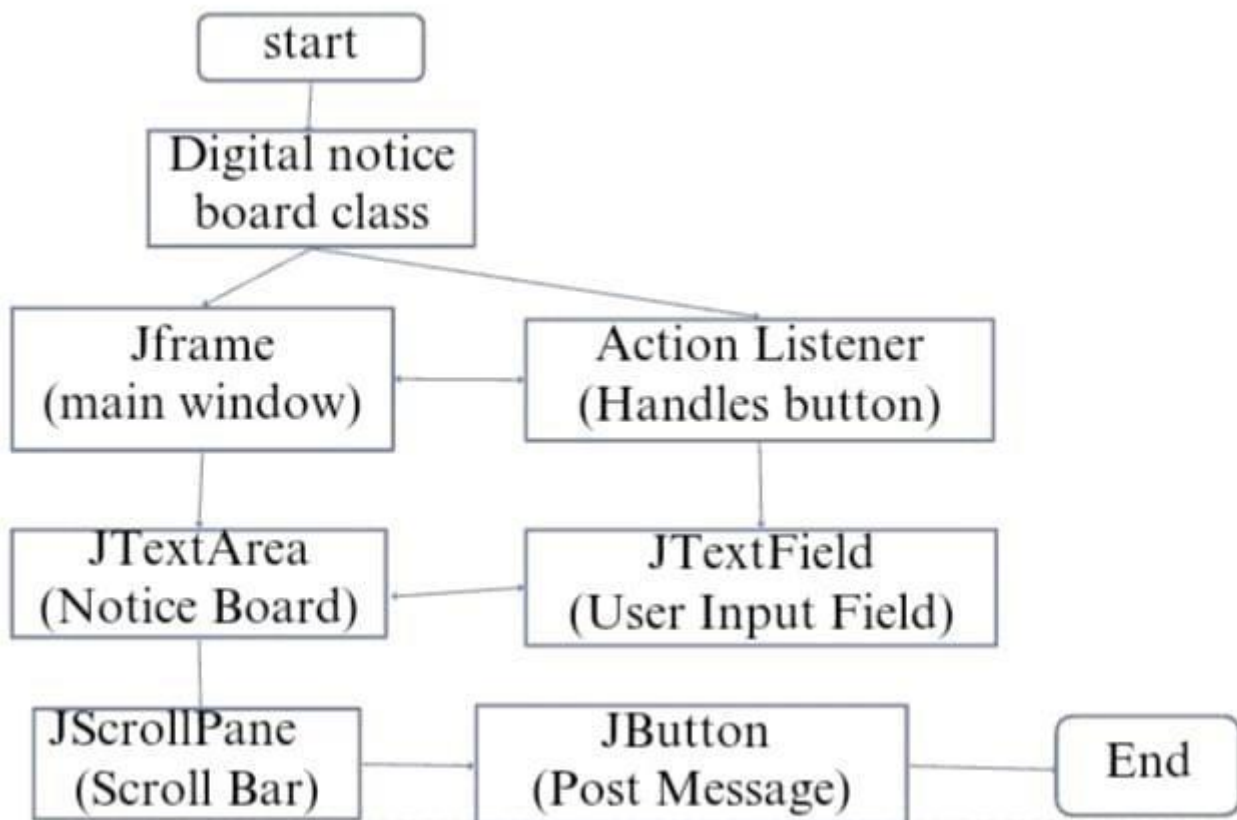 start
Digital notice
board class
Jframe
(main window)
Action Listener
(Handles button)
JTextArea
(Notice Board)
JTextField
(User Input Field)
JScrollPane
(Scroll Bar)
JButton
(Post Message)
End